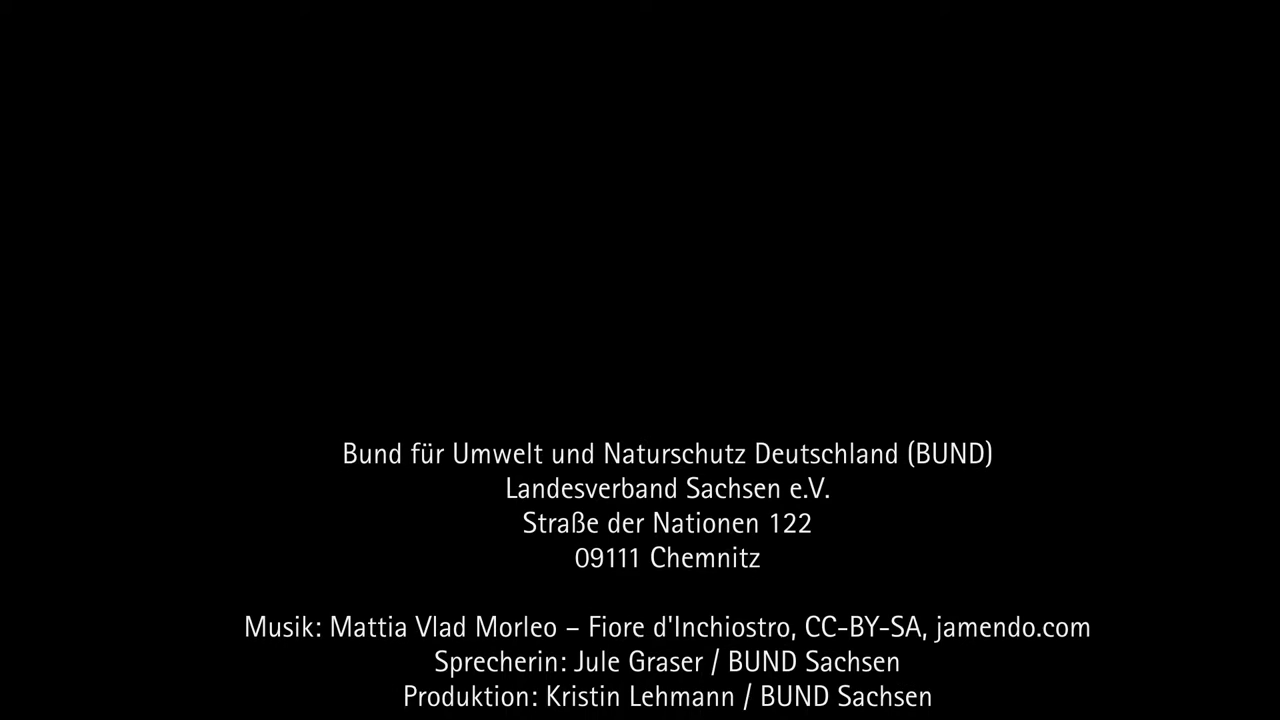 Bund für Umwelt und Naturschutz Deutschland (BUND)
Landesverband Sachsen e.V.
Straße der Nationen 122
09111 Chemnitz
Musik: Mattia Vlad Morleo – Fiore d'Inchiostro, CC-BY-SA, jamendo.com
Sprecherin: Jule Graser / BUND Sachsen
Produktion: Kristin Lehmann / BUND Sachsen